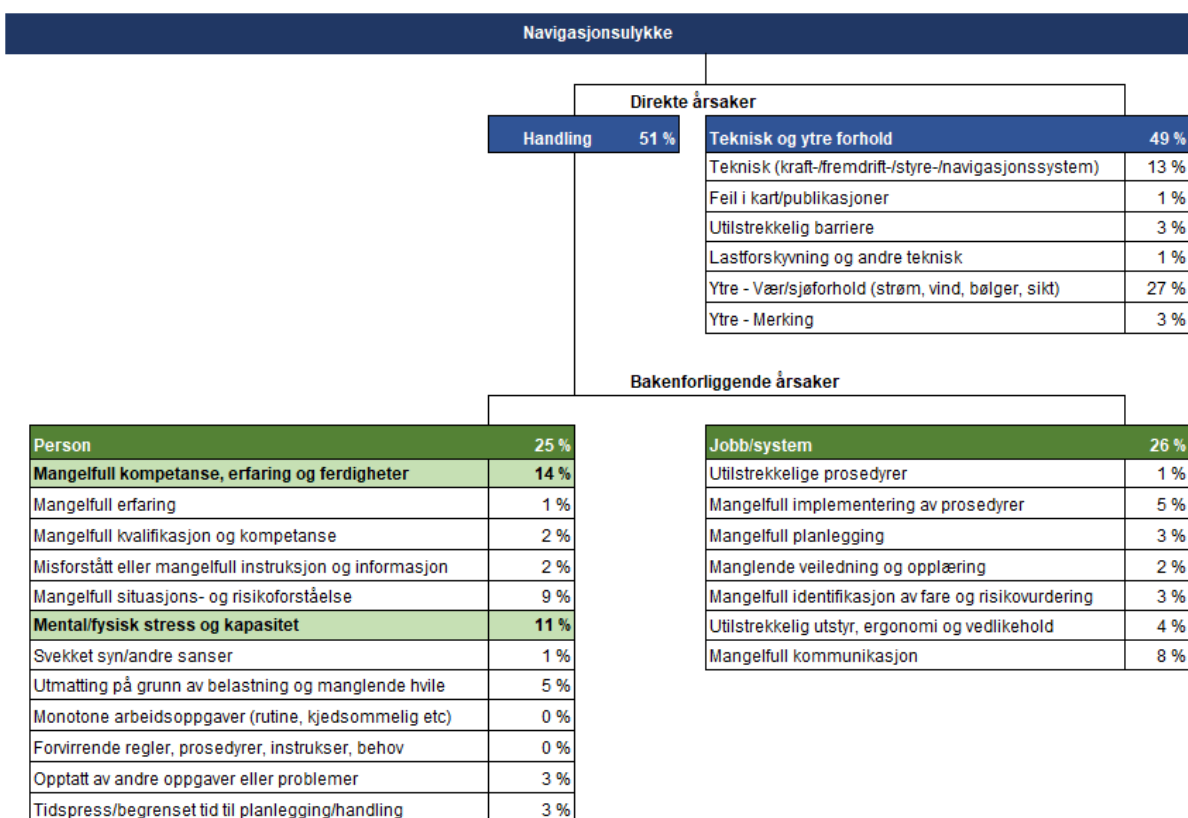 Navigasjonsulykke
Direkte årsaker
Handling 51 %
Teknisk og ytre forhold 49 %
Teknisk (kraft-/fremdrift-/styre-/navigasjonssystem) 13 %
Feil i kart/publikasjoner 1 %
Utilstrekkelig barriere 3 %
Lastforskyvning og andre teknisk 1 %
Ytre - Vær/sjøforhold (strøm, vind, bølger, sikt) 27 %
Ytre - Merking 3 %
Bakenforliggende årsaker
Person 25 %
Mangelfull kompetanse, erfaring og ferdigheter 14 %
Mangelfull erfaring 1 %
Mangelfull kvalifikasjon og kompetanse 2 %
Misforstått eller mangelfull instruksjon og informasjon 2 %
Mangelfull situasjons- og risikoforståelse 9 %
Mental/fysisk stress og kapasitet 11 %
Svekket syn/andre sanser 1 %
Utmatting på grunn av belastning og manglende hvile 5 %
Monotone arbeidsoppgaver (rutine, kjedsommelig etc) 0 %
Forvirrende regler, prosedyrer, instrukser, behov 0 %
Opptatt av andre oppgaver eller problemer 3 %
Tidspress/begrenset tid til planlegging/handling 3 %
Jobb/system 26 %
Utilstrekkelige prosedyrer 1 %
Mangelfull implementering av prosedyrer 5 %
Mangelfull planlegging 3 %
Manglende veiledning og opplæring 2 %
Mangelfull identifikasjon av fare og risikovurdering 3 %
Utilstrekkelig utstyr, ergonomi og vedlikehold 4 %
Mangelfull kommunikasjon 8 %